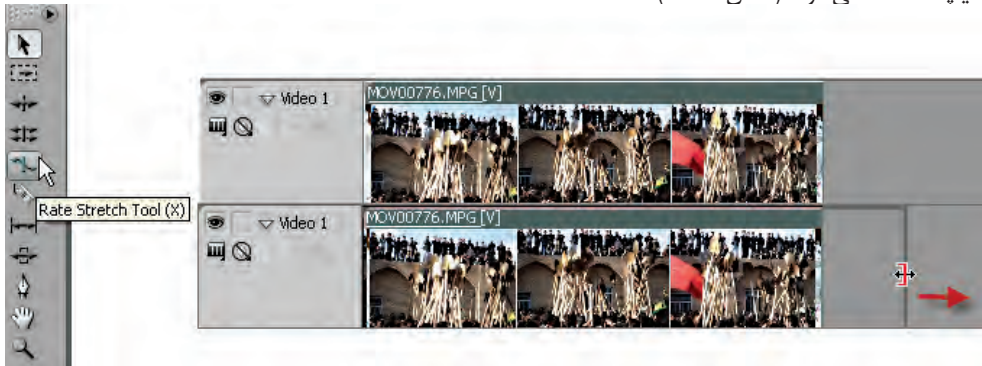 Video 1
MOV00776.MPG [V]
Rate Stretch Tool (X)
Video 1
MOV00776.MPG [V]